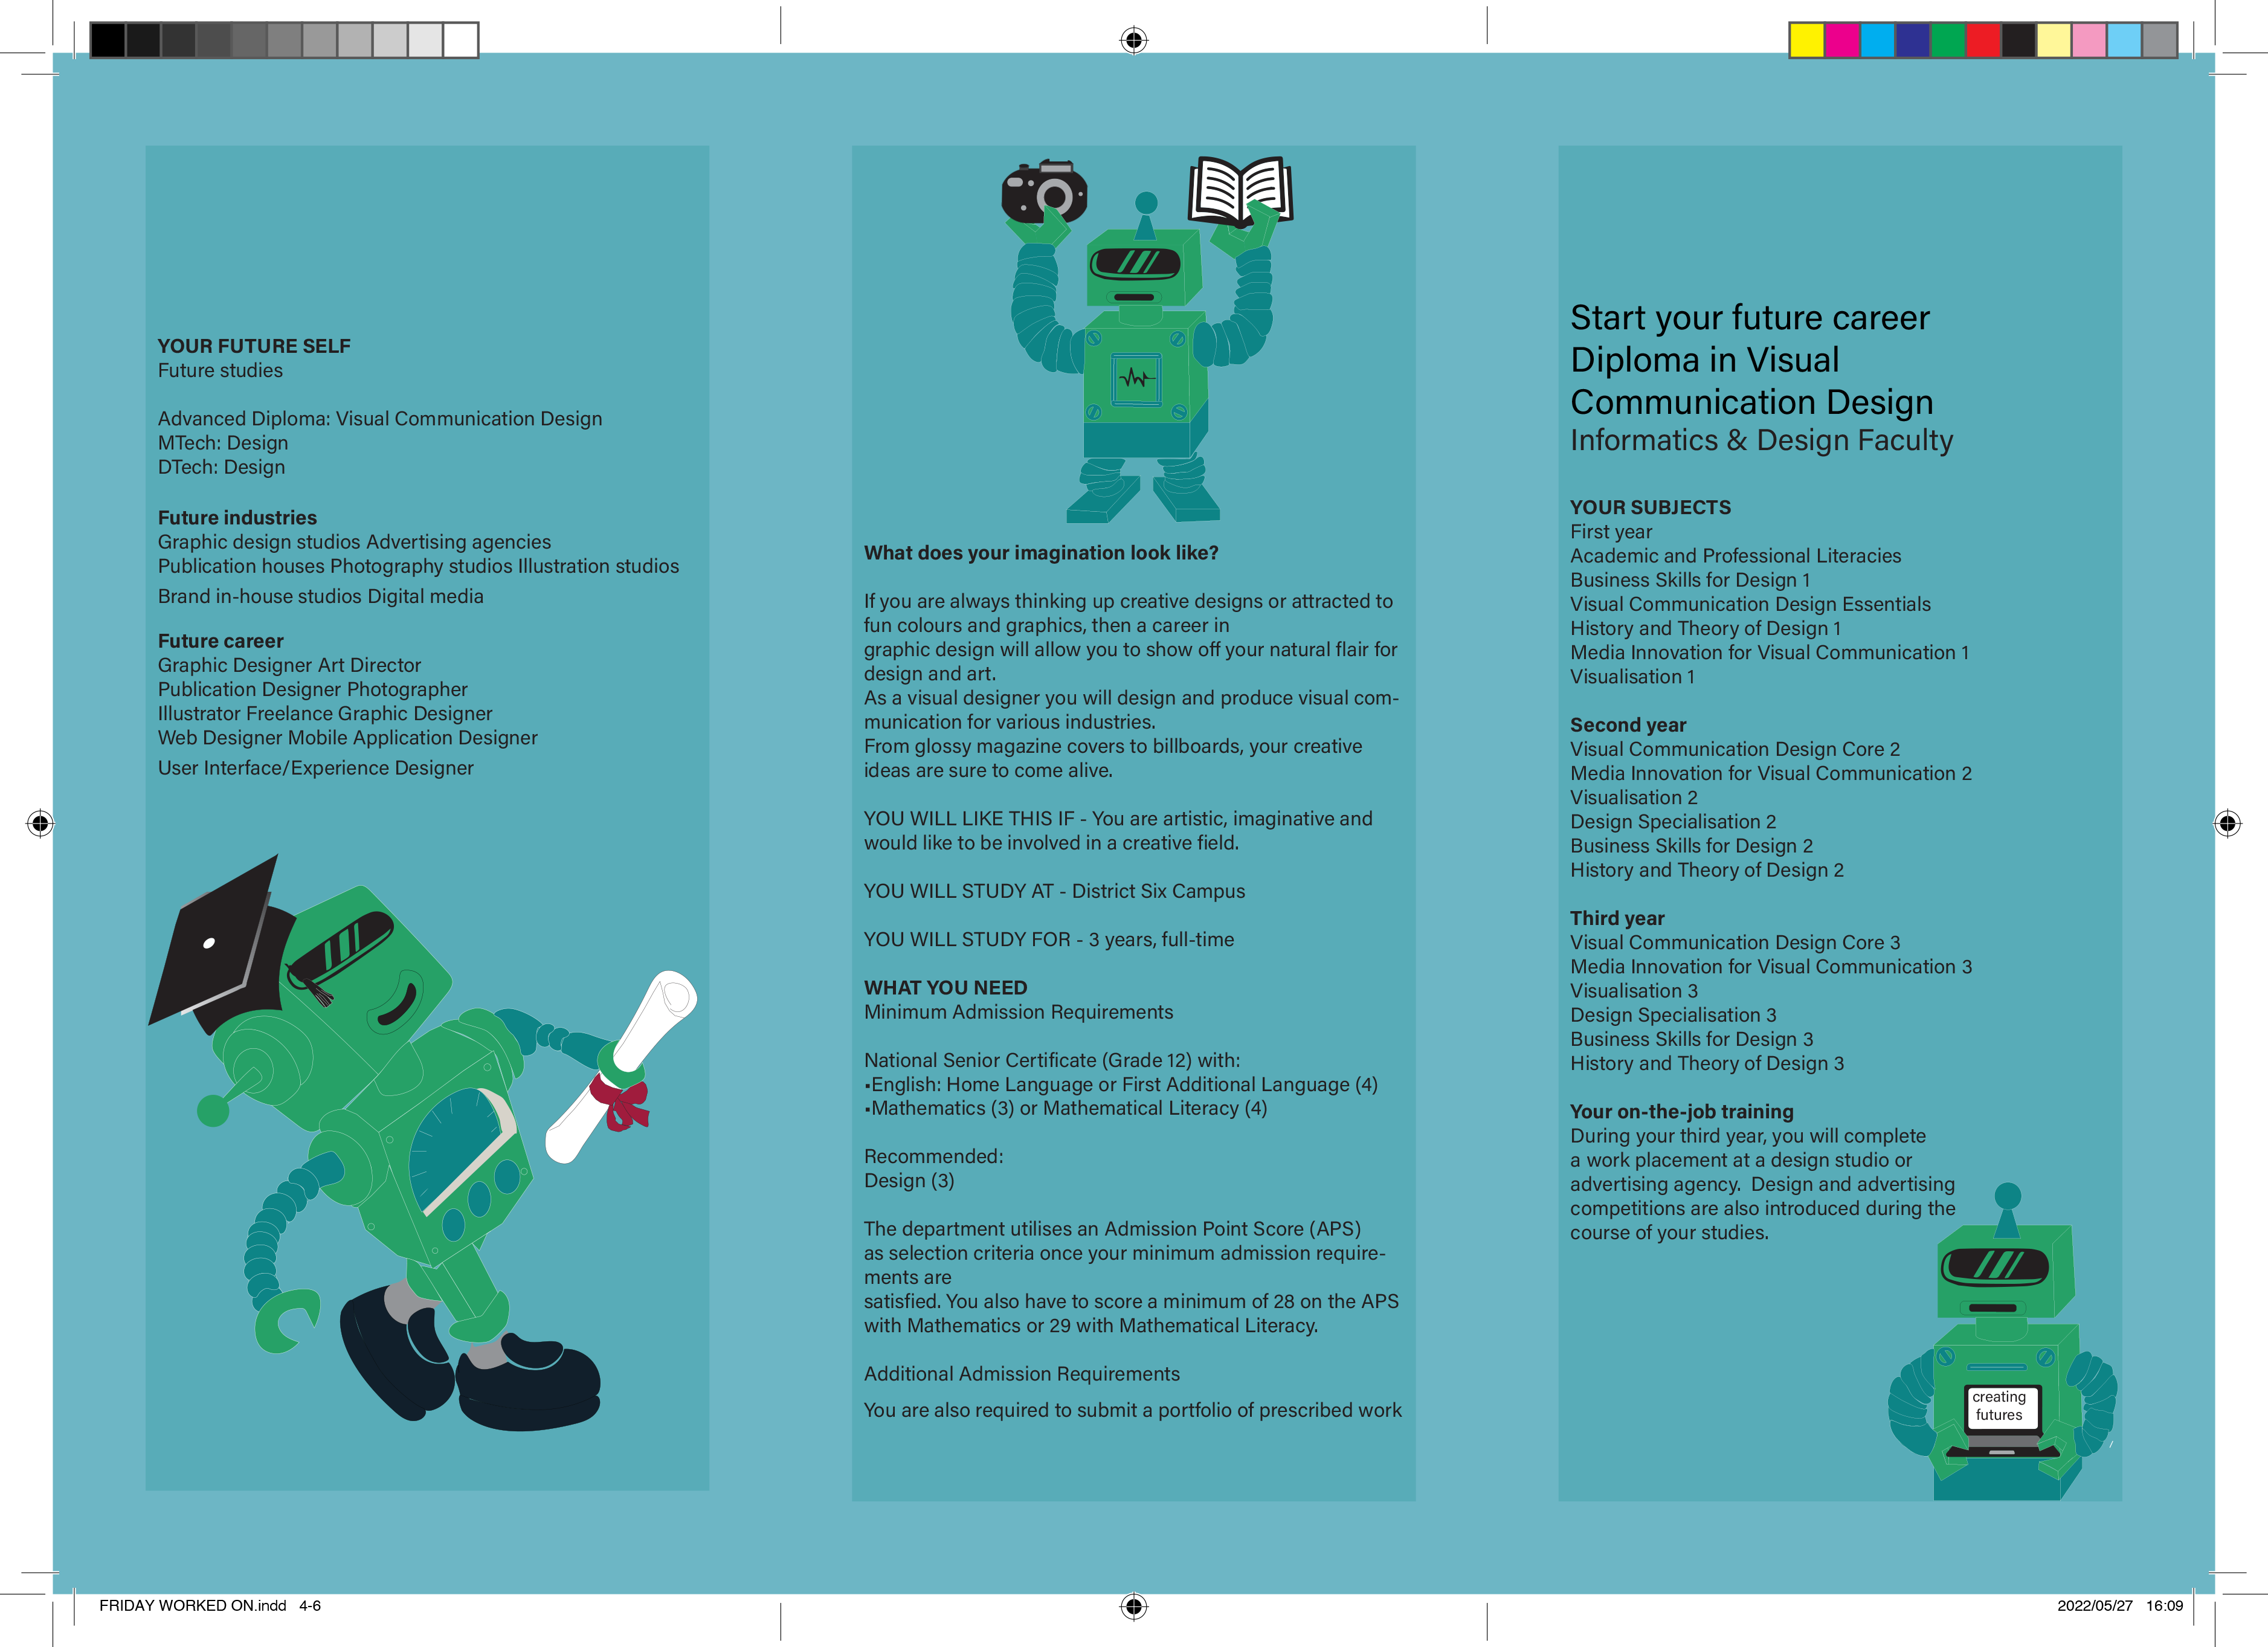 YOUR FUTURE SELF
Future studies
Advanced Diploma: Visual Communication Design
MTech: Design
DTech: Design
Future industries
Graphic design studios Advertising agencies
Publication houses Photography studios Illustration studios
Brand in-house studios Digital media
Future career
Graphic Designer Art Director
Publication Designer Photographer
Illustrator Freelance Graphic Designer
Web Designer Mobile Application Designer
User Interface/Experience Designer
What does your imagination look like?
If you are always thinking up creative designs or attracted to
fun colours and graphics, then a career in
graphic design will allow you to show off your natural flair for
design and art.
As a visual designer you will design and produce visual com-
munication for various industries.
From glossy magazine covers to billboards, your creative
ideas are sure to come alive.
YOU WILL LIKE THIS IF - You are artistic, imaginative and
would like to be involved in a creative field.
YOU WILL STUDY AT - District Six Campus
YOU WILL STUDY FOR - 3 years, full-time
WHAT YOU NEED
Minimum Admission Requirements
National Senior Certificate (Grade 12) with:
•English: Home Language or First Additional Language (4)
•Mathematics (3) or Mathematical Literacy (4)
Recommended:
Design (3)
The department utilises an Admission Point Score (APS)
as selection criteria once your minimum admission require-
ments are
satisfied. You also have to score a minimum of 28 on the APS
with Mathematics or 29 with Mathematical Literacy.
Additional Admission Requirements
You are also required to submit a portfolio of prescribed work
Start your future career
Diploma in Visual
Communication Design
Informatics & Design Faculty
YOUR SUBJECTS
First year
Academic and Professional Literacies
Business Skills for Design 1
Visual Communication Design Essentials
History and Theory of Design 1
Media Innovation for Visual Communication 1
Visualisation 1
Second year
Visual Communication Design Core 2
Media Innovation for Visual Communication 2
Visualisation 2
Design Specialisation 2
Business Skills for Design 2
History and Theory of Design 2
Third year
Visual Communication Design Core 3
Media Innovation for Visual Communication 3
Visualisation 3
Design Specialisation 3
Business Skills for Design 3
History and Theory of Design 3
Your on-the-job training
During your third year, you will complete
a work placement at a design studio or
advertising agency.  Design and advertising
competitions are also introduced during the
course of your studies.
creating
futures
FRIDAY WORKED ON.indd   4-6
2022/05/27   16:09